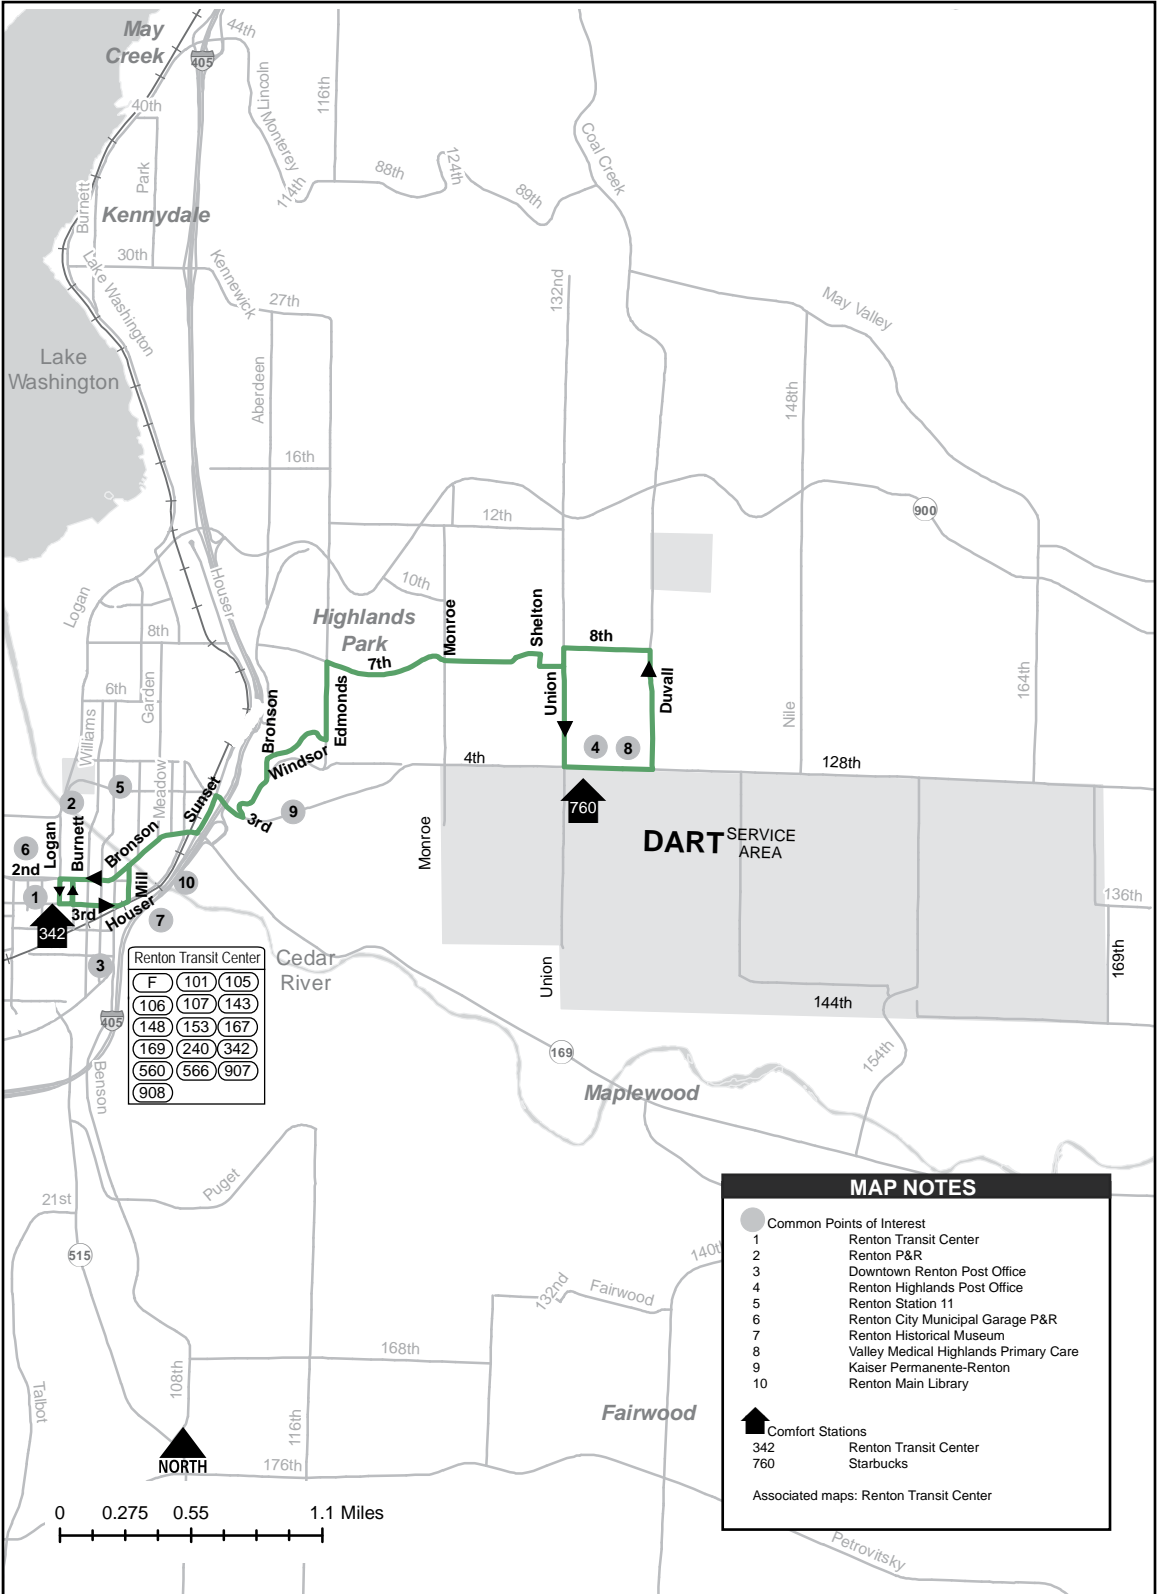 May
Creek
44th
405
Lincoln
116th
40th
Monterey
Park
Burnett
114th
88th
124th
89th
Coal Creek
Kennydale
30th
Lake Washington
Kennewick
27th
132nd
May Valley
Lake
Washington
Aberdeen
148th
16th
12th
900
Houser
10th
Logan
8th
Highlands
Park
Monroe
Shelton
8th
7th
Union
Duvall
164th
6th
Garden
Williams
Bronson
Edmonds
Nile
Windsor
4th
4
8
128th
Meadow
5
2
Sunset
9
3rd
760
DART SERVICE
AREA
Monroe
6
Logan
Burnett
Bronson
2nd
1
Mill
10
136th
3rd
Houser
7
342
3
Cedar
River
Union
169th
144th
Renton Transit Center
F 101 105
106 107 143
148 153 167
169 240 342
560 566 907
908
405
Benson
169
154th
Maplewood
Puget
21st
515
140th
132nd
Fairwood
168th
108th
Talbot
116th
Fairwood
NORTH
176th
0 0.275 0.55 1.1 Miles
Petrovitsky
MAP NOTES
Common Points of Interest
1 Renton Transit Center
2 Renton P&R
3 Downtown Renton Post Office
4 Renton Highlands Post Office
5 Renton Station 11
6 Renton City Municipal Garage P&R
7 Renton Historical Museum
8 Valley Medical Highlands Primary Care
9 Kaiser Permanente-Renton
10 Renton Main Library
Comfort Stations
342 Renton Transit Center
760 Starbucks
Associated maps: Renton Transit Center